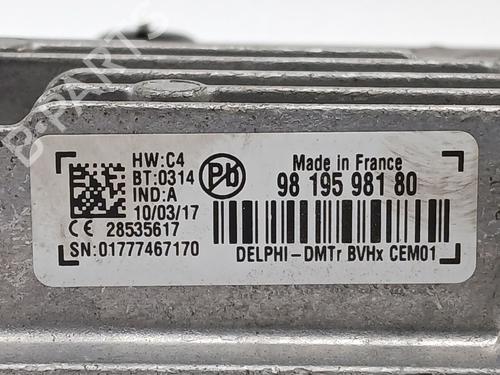 B-PARTS
HW:C4
BT:0314
IND:A
10/03/17
CE 28535617
SN:01777467170
Pb
Made in France
98 195 981 80
DELPHI-DMTr BVHx CEM01